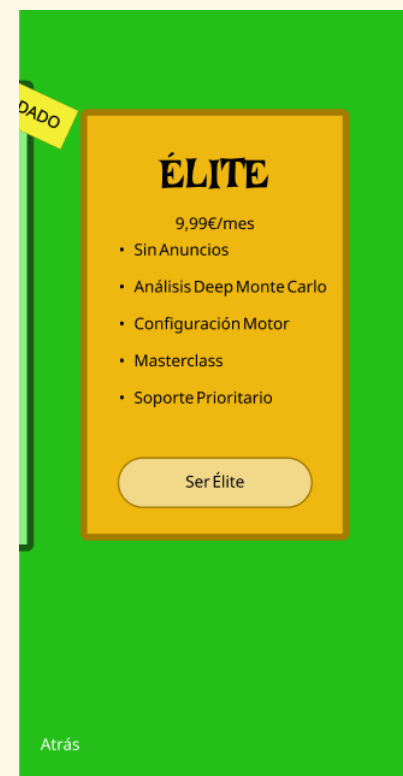 DADO
ÉLITE
9,99€/mes
• Sin Anuncios
• Análisis Deep Monte Carlo
• Configuración Motor
• Masterclass
• Soporte Prioritario
Ser Élite
Atrás